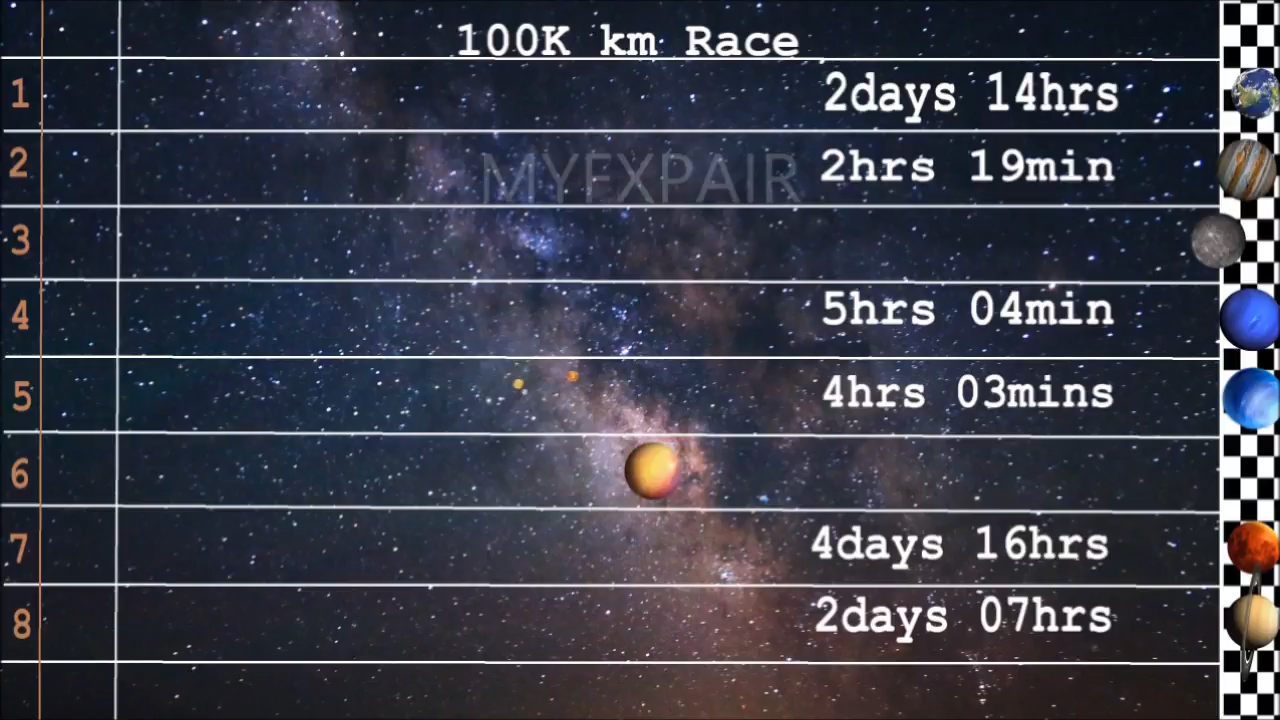 100K km Race
1 2days 14hrs
2 MYEXPAIR 2hrs 19min
3
4 5hrs 04min
5 4hrs 03mins
6
7 4days 16hrs
8 2days 07hrs